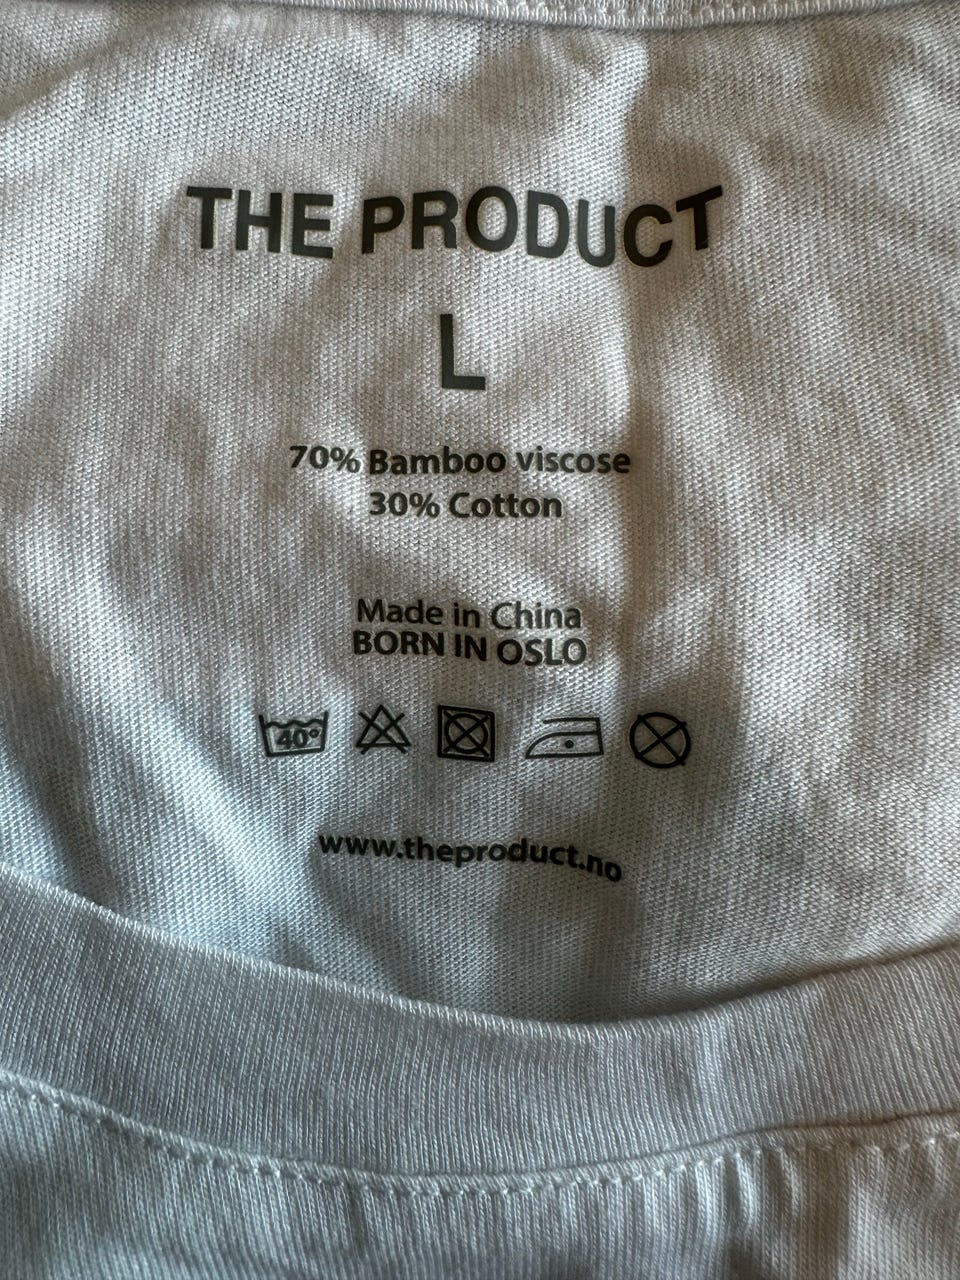 THE PRODUCT
L
70% Bamboo viscose
30% Cotton
Made in China
BORN IN OSLO
40°
www.theproduct.no